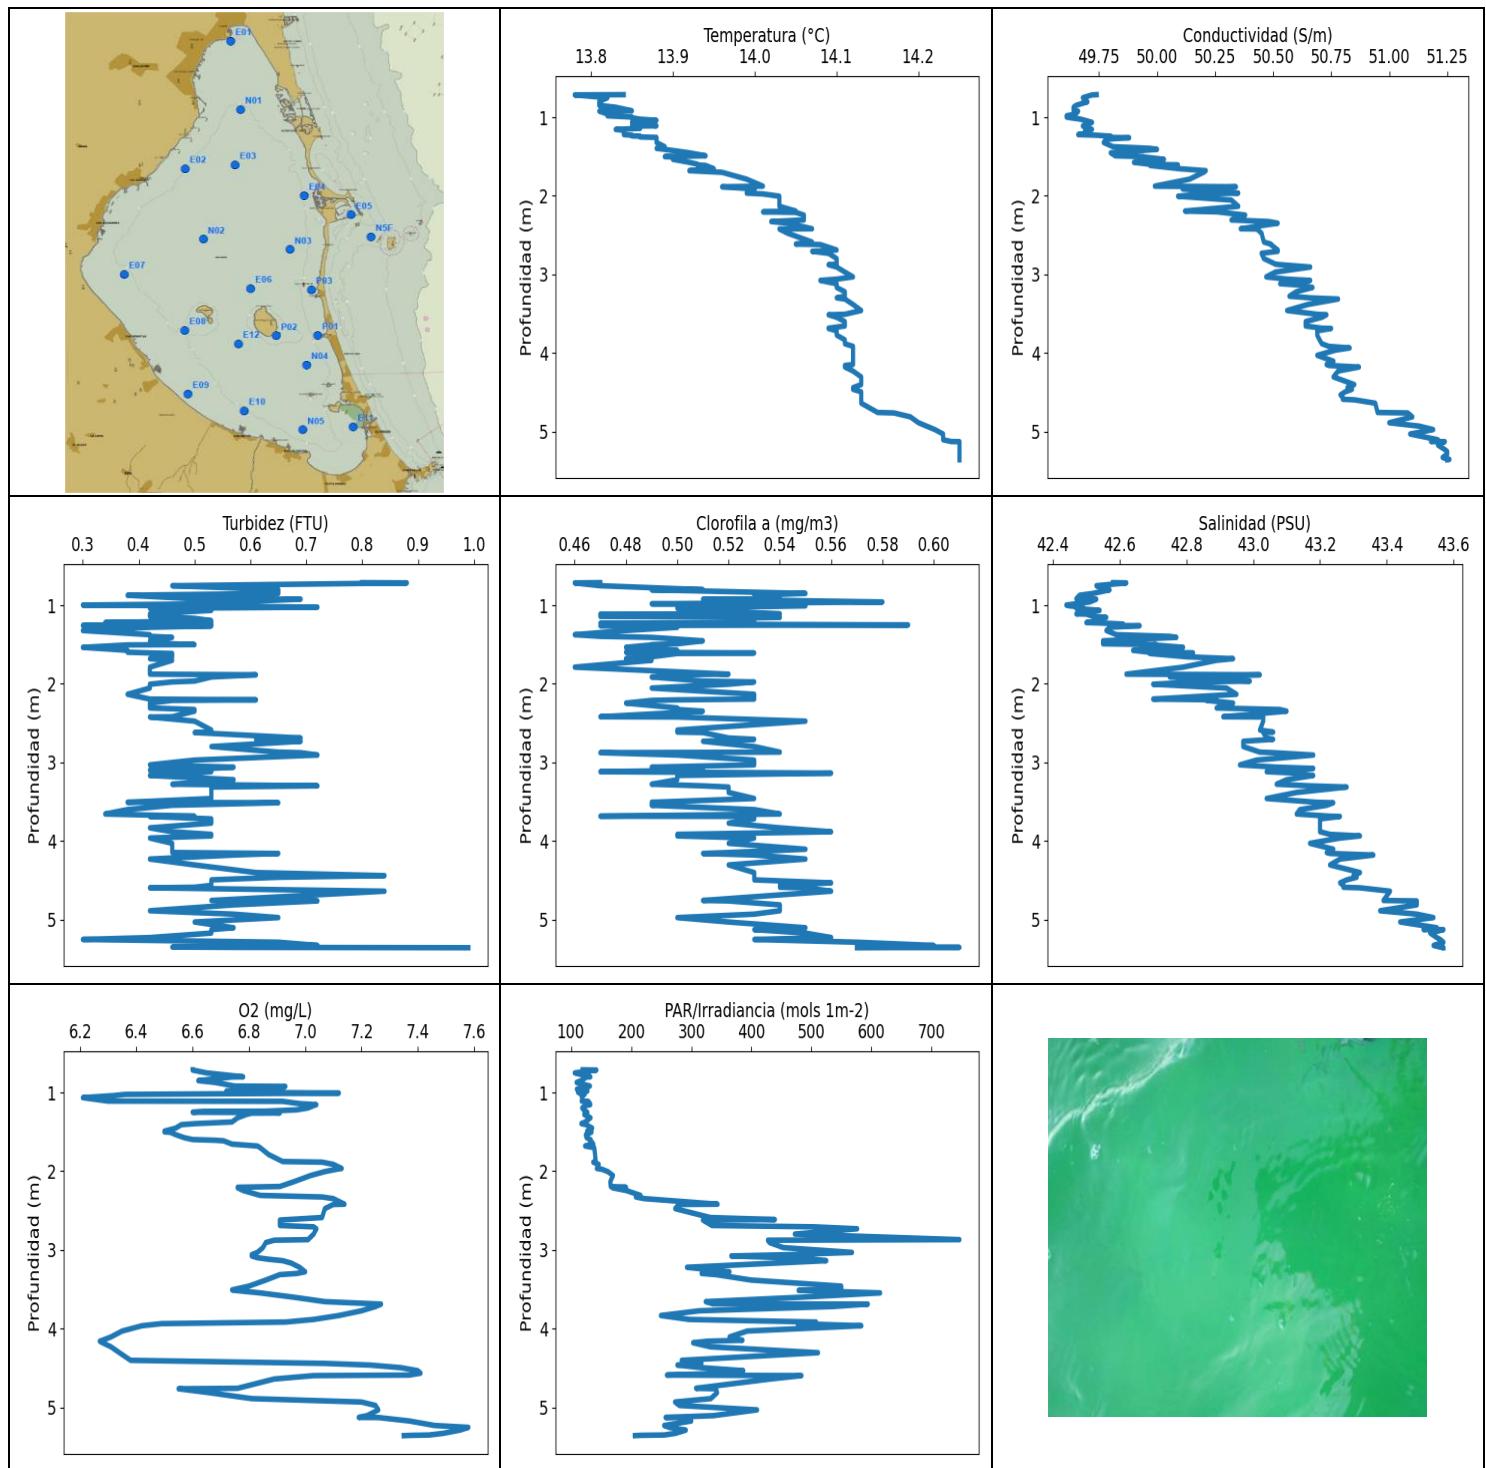 E01
N01
E02
E03
E04
E05
N5F
N02
N03
E07
E06
P03
E08
P02
P01
E12
N04
E09
E10
N05
E11
Temperatura (°C)
13.8 13.9 14.0 14.1 14.2
Profundidad (m)
1
2
3
4
5
Conductividad (S/m)
49.75 50.00 50.25 50.50 50.75 51.00 51.25
Profundidad (m)
1
2
3
4
5
Turbidez (FTU)
0.3 0.4 0.5 0.6 0.7 0.8 0.9 1.0
Profundidad (m)
1
2
3
4
5
Clorofila a (mg/m3)
0.46 0.48 0.50 0.52 0.54 0.56 0.58 0.60
Profundidad (m)
1
2
3
4
5
Salinidad (PSU)
42.4 42.6 42.8 43.0 43.2 43.4 43.6
Profundidad (m)
1
2
3
4
5
O2 (mg/L)
6.2 6.4 6.6 6.8 7.0 7.2 7.4 7.6
Profundidad (m)
1
2
3
4
5
PAR/Irradiancia (mols 1m-2)
100 200 300 400 500 600 700
Profundidad (m)
1
2
3
4
5